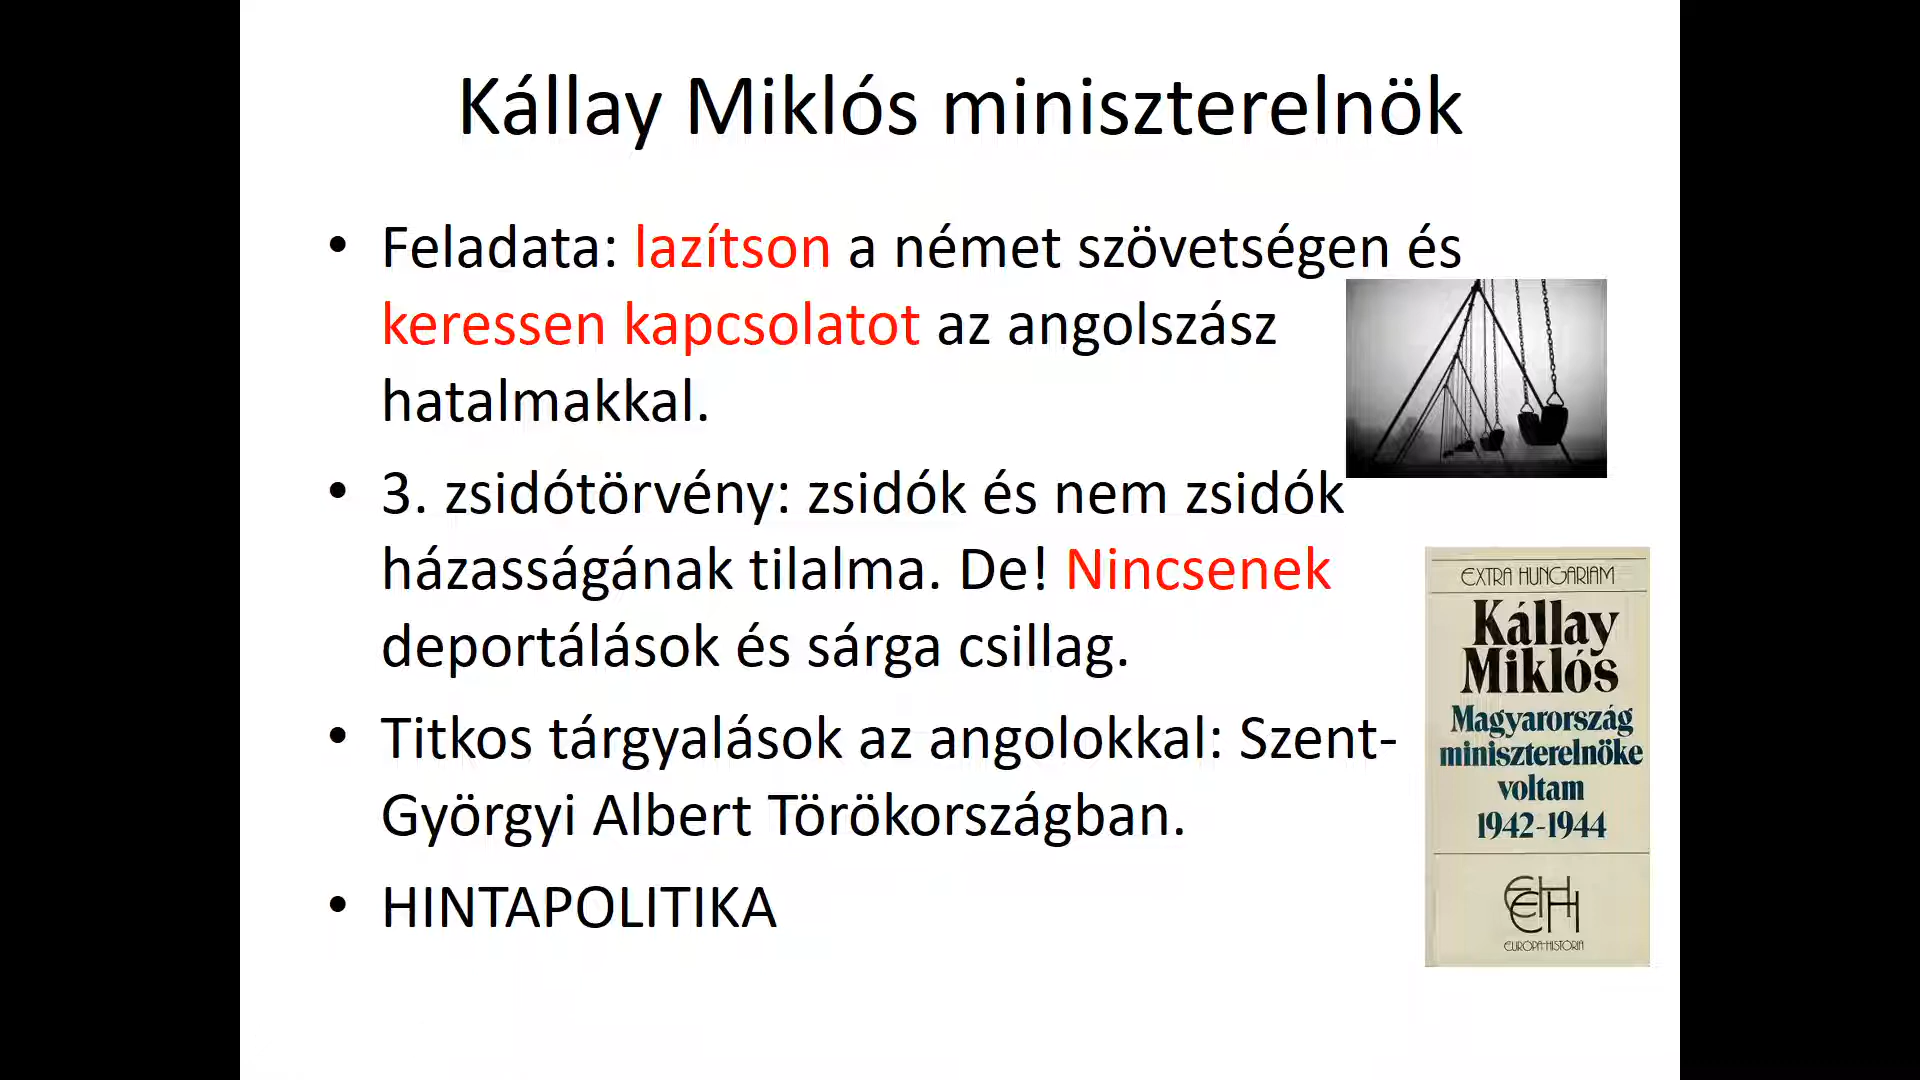 Kállay Miklós miniszterelnök
• Feladata: lazítson a német szövetségen és
keressen kapcsolatot az angolszász
hatalmakkal.
• 3. zsidótörvény: zsidók és nem zsidók
házasságának tilalma. De! Nincsenek
deportálások és sárga csillag.
• Titkos tárgyalások az angolokkal: Szent-
Györgyi Albert Törökországban.
• HINTAPOLITIKA
EXTRA HUNGARIAM
Kállay
Miklós
Magyarország
miniszterelnöke
voltam
1942-1944
EUROPA-HISTORIA